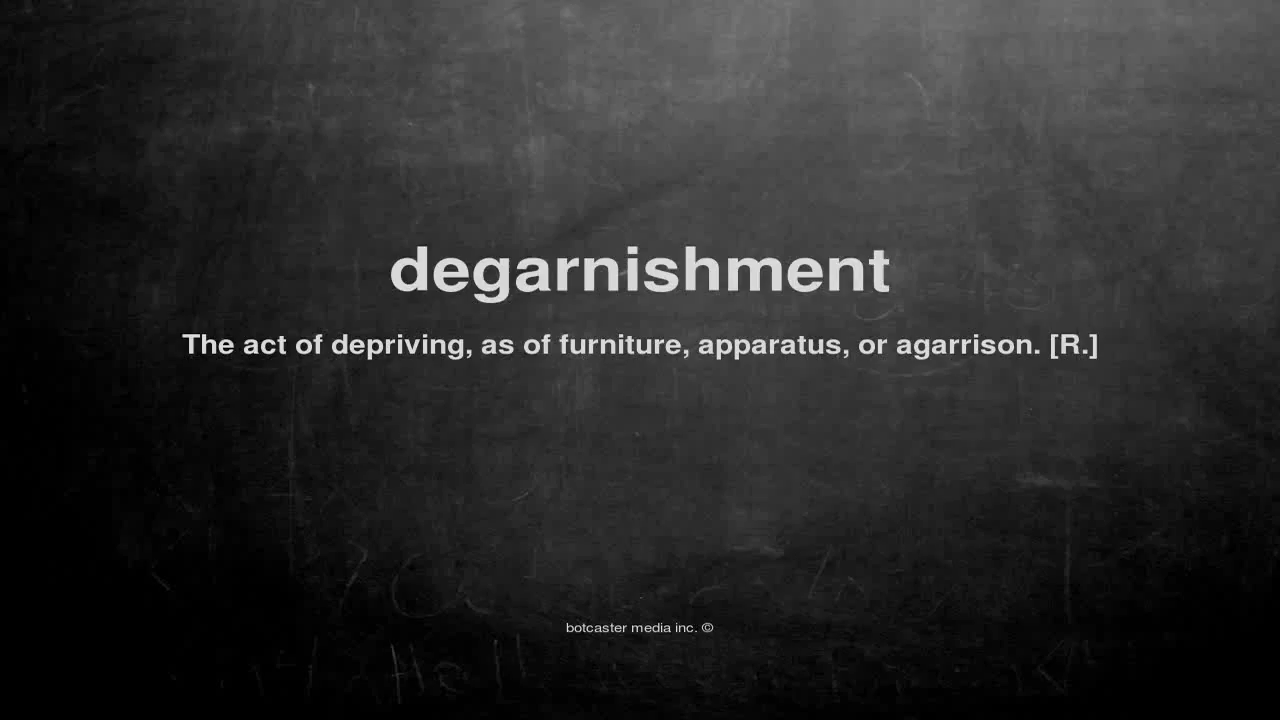 degarnishment
The act of depriving, as of furniture, apparatus, or agarrison. [R.]
botcaster media inc. ©